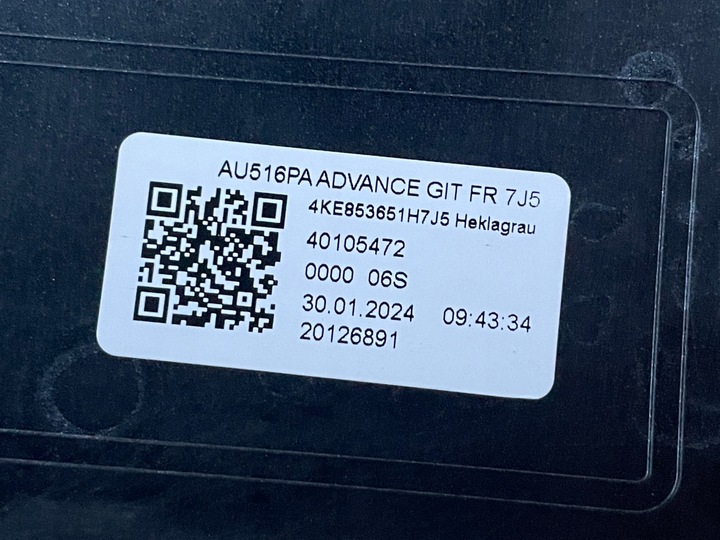 AU516PA ADVANCE GIT FR 7J5
4KE853651H7J5 Heklagrau
40105472
0000 06S
30.01.2024 09:43:34
20126891